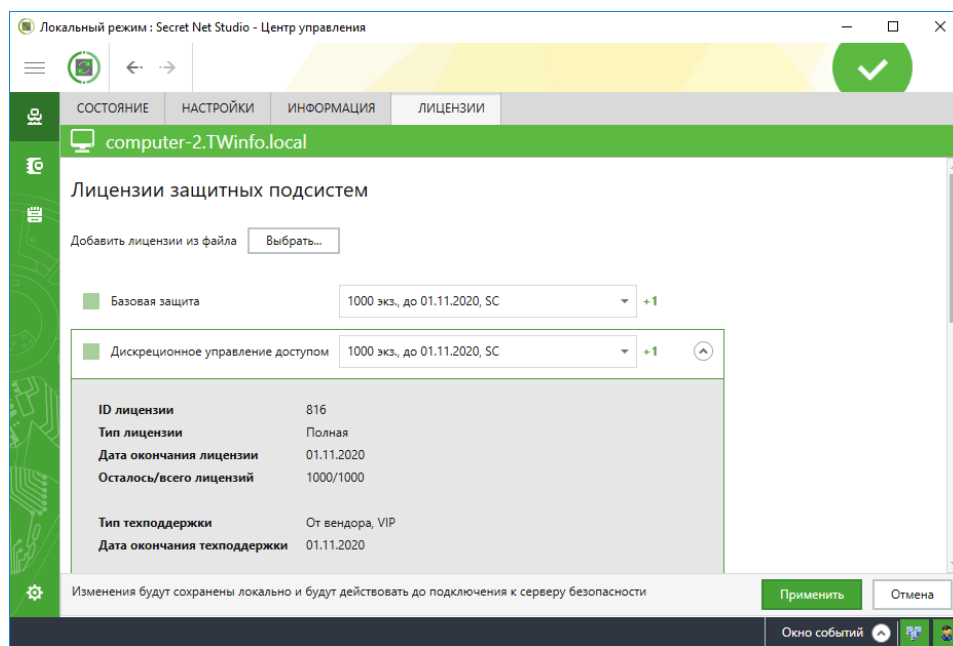 Локальный режим : Secret Net Studio - Центр управления
СОСТОЯНИЕ НАСТРОЙКИ ИНФОРМАЦИЯ ЛИЦЕНЗИИ
computer-2.TWinfo.local
Лицензии защитных подсистем
Добавить лицензии из файла Выбрать...
Базовая защита 1000 экз., до 01.11.2020, SC +1
Дискреционное управление доступом 1000 экз., до 01.11.2020, SC +1
ID лицензии 816
Тип лицензии Полная
Дата окончания лицензии 01.11.2020
Осталось/всего лицензий 1000/1000
Тип техподдержки От вендора, VIP
Дата окончания техподдержки 01.11.2020
Изменения будут сохранены локально и будут действовать до подключения к серверу безопасности Применить Отмена
Окно событий